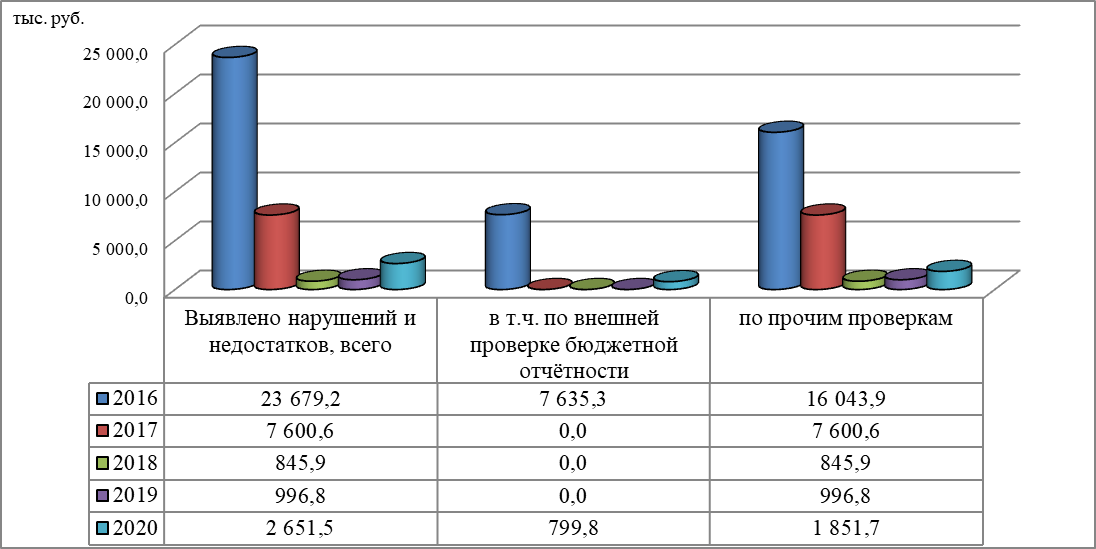 тыс. руб.
25 000,0
20 000,0
15 000,0
10 000,0
5 000,0
0,0
Выявлено нарушений и
недостатков, всего
в т.ч. по внешней
проверке бюджетной
отчётности
по прочим проверкам
2016 23 679,2 7 635,3 16 043,9
2017 7 600,6 0,0 7 600,6
2018 845,9 0,0 845,9
2019 996,8 0,0 996,8
2020 2 651,5 799,8 1 851,7